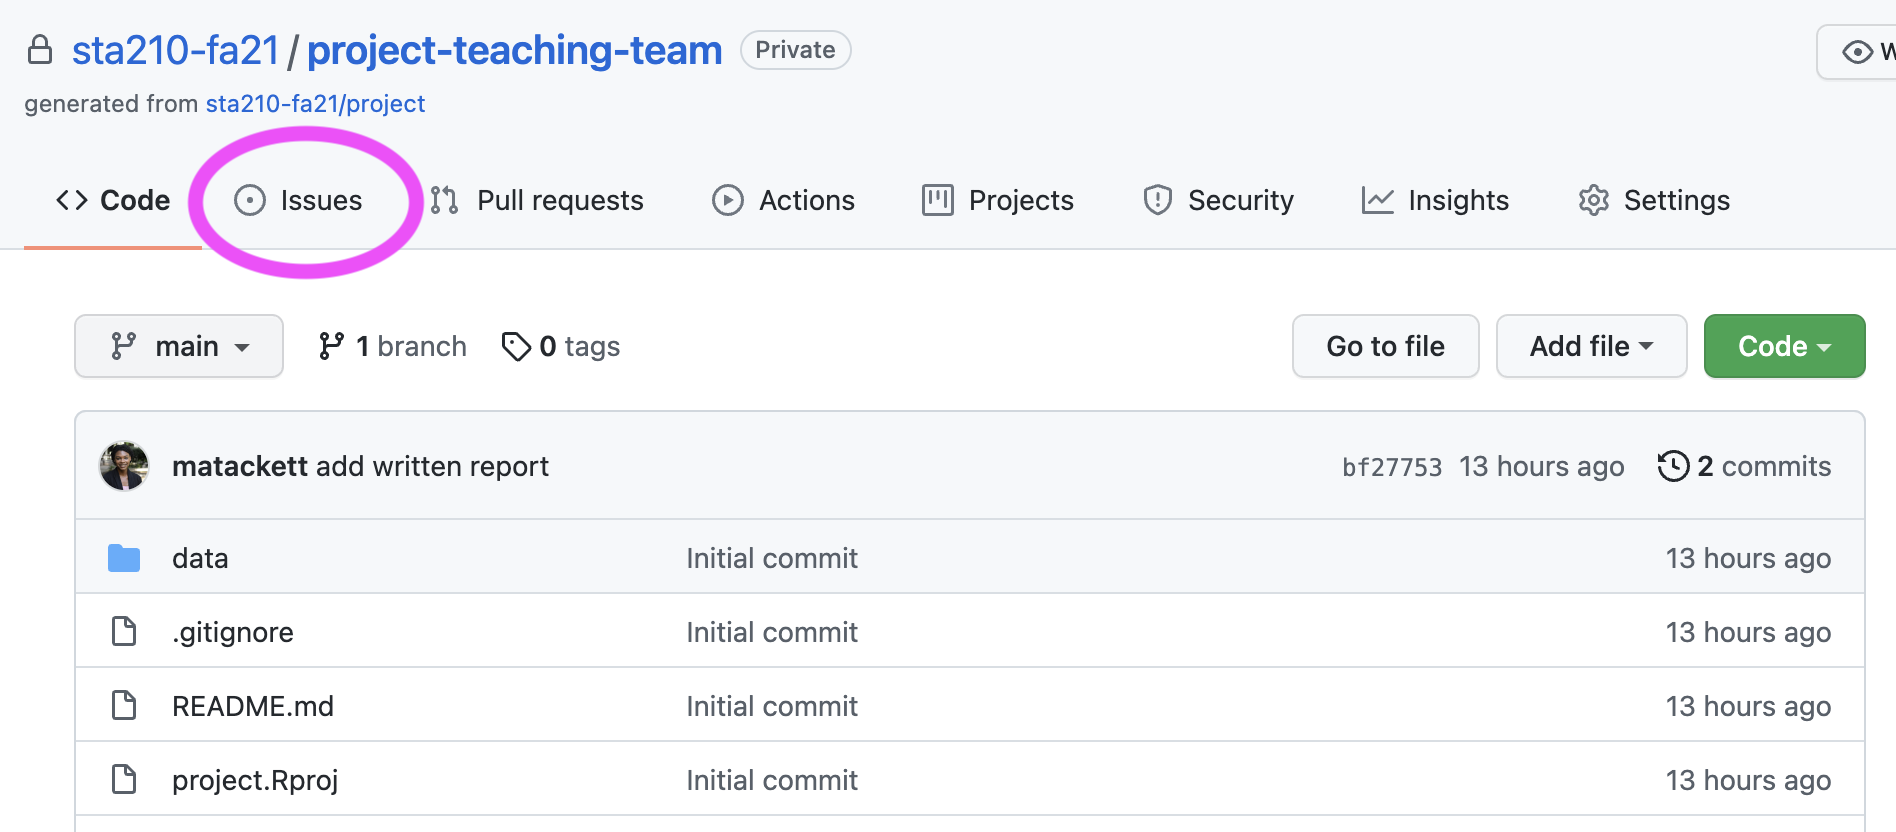 sta210-fa21 / project-teaching-team Private
generated from sta210-fa21/project
Code Issues Pull requests Actions Projects Security Insights Settings
main 1 branch 0 tags Go to file Add file Code
matackett add written report bf27753 13 hours ago 2 commits
data Initial commit 13 hours ago
.gitignore Initial commit 13 hours ago
README.md Initial commit 13 hours ago
project.Rproj Initial commit 13 hours ago